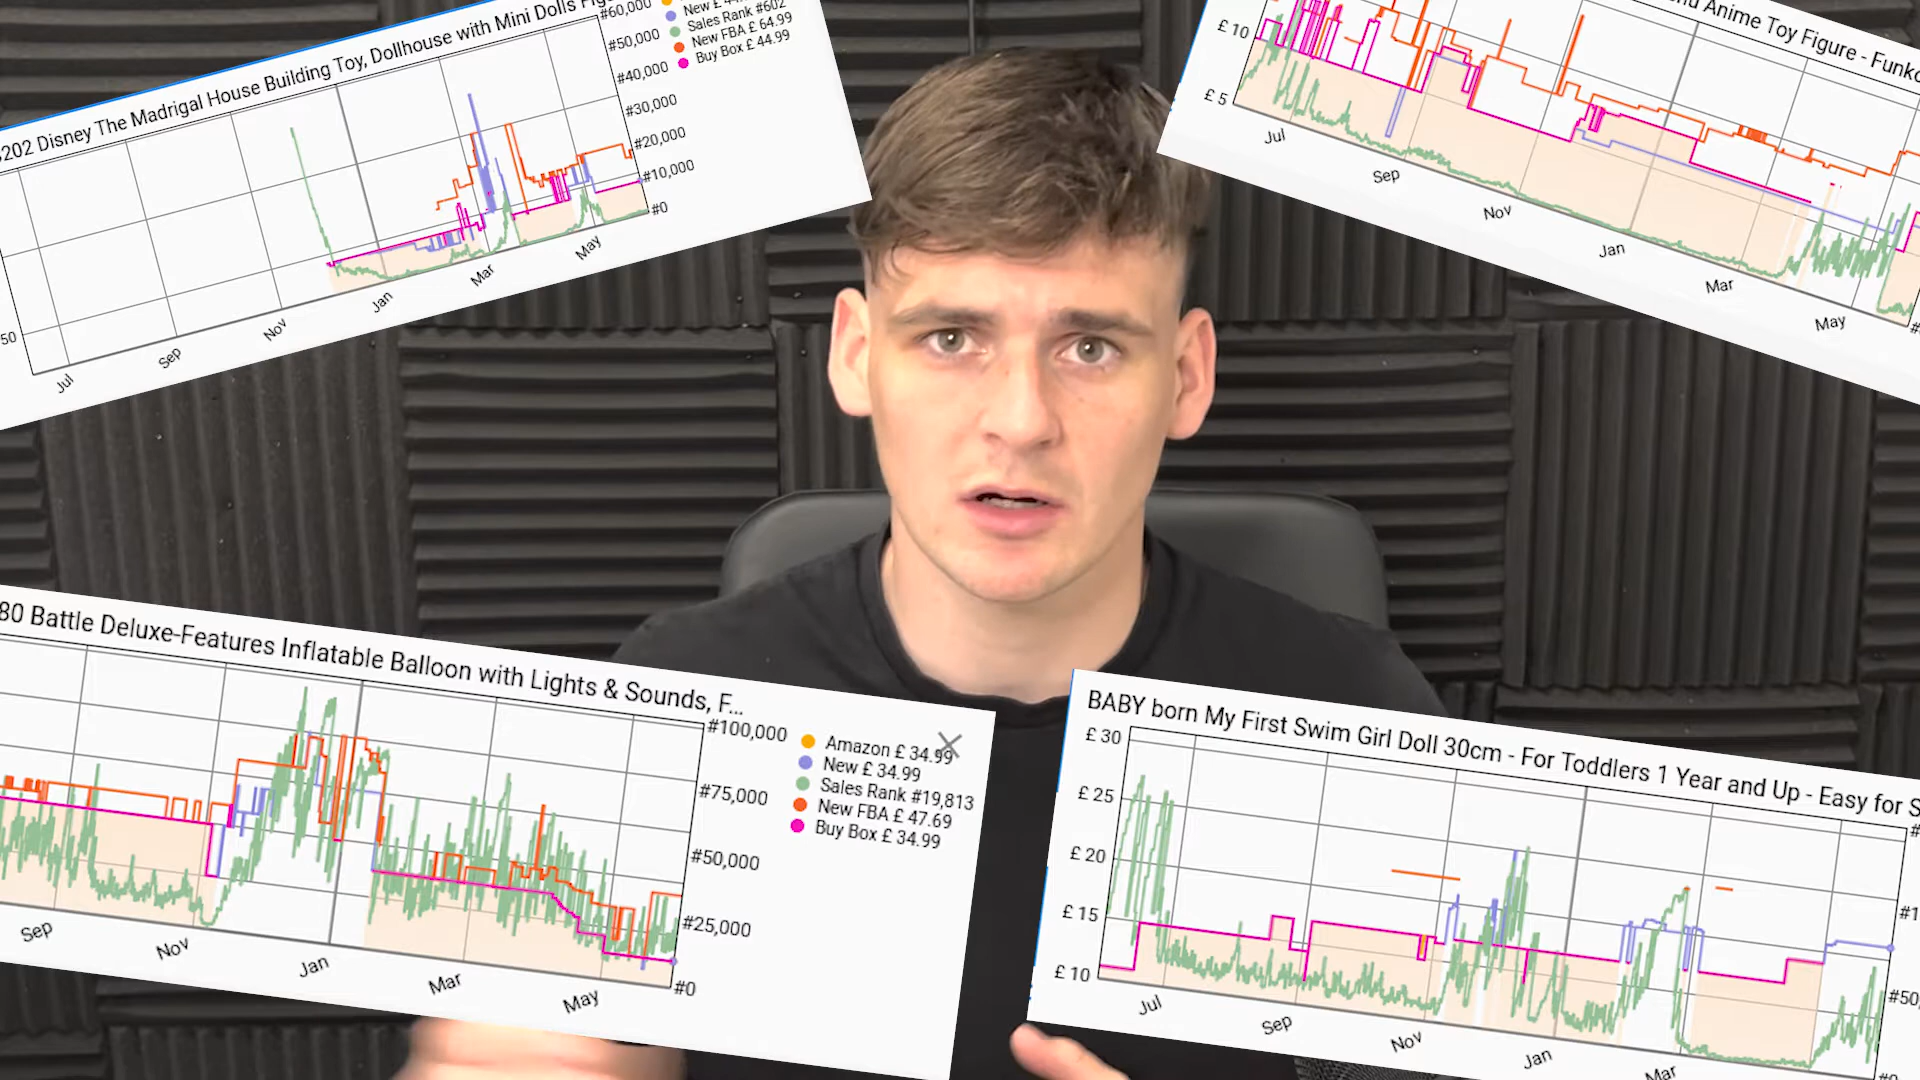 202 Disney The Madrigal House Building Toy, Dollhouse with Mini Dolls
#60,000
#50,000
#40,000
#30,000
#20,000
#10,000
#0
New £
Sales Rank #602
New FBA £ 64.99
Buy Box £ 44.99
50
Jul
Sep
Nov
Jan
Mar
May
Anime Toy Figure - Funko
£ 10
£ 5
Jul
Sep
Nov
Jan
Mar
May
80 Battle Deluxe-Features Inflatable Balloon with Lights & Sounds, F...
#100,000
#75,000
#50,000
#25,000
#0
Amazon £ 34.99
New £ 34.99
Sales Rank #19,813
New FBA £ 47.69
Buy Box £ 34.99
Sep
Nov
Jan
Mar
May
BABY born My First Swim Girl Doll 30cm - For Toddlers 1 Year and Up - Easy for S
£ 30
£ 25
£ 20
£ 15
£ 10
#1
#50,
Jul
Sep
Nov
Jan
Mar